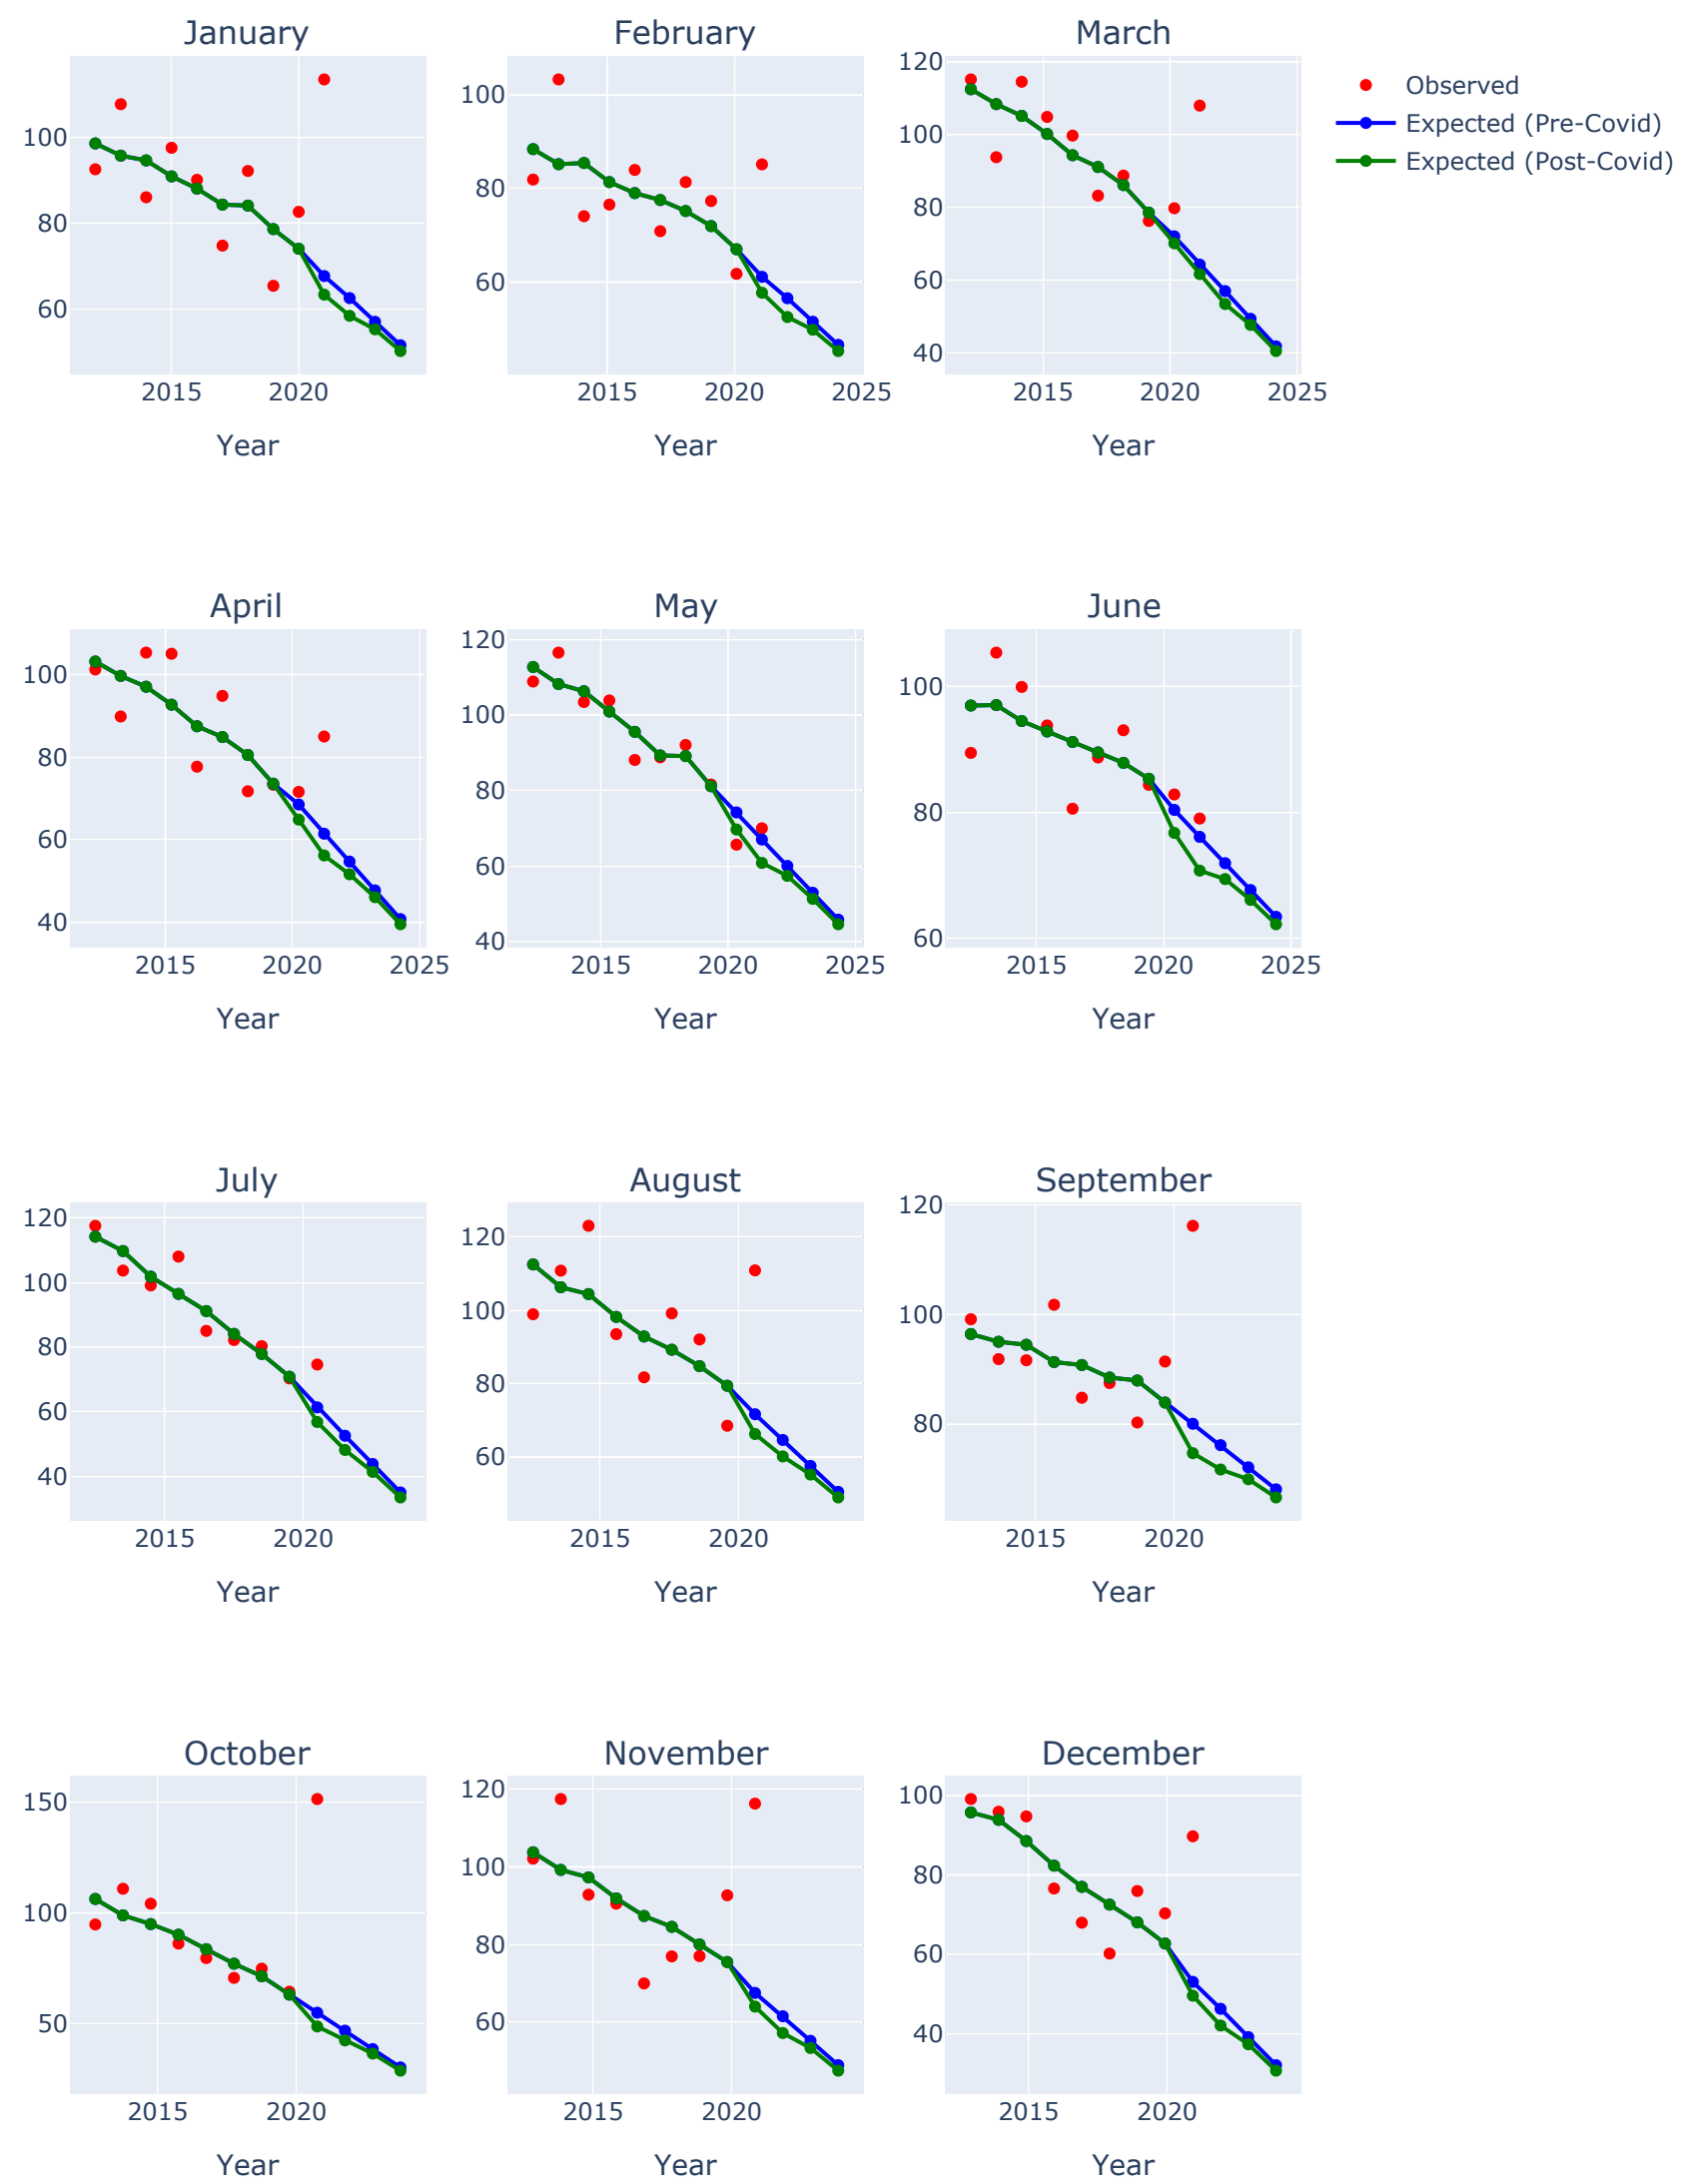 January
February
March
Observed
Expected (Pre-Covid)
Expected (Post-Covid)
100
80
60
2015
2020
Year
100
80
60
2015
2020
2025
Year
120
100
80
60
40
2015
2020
2025
Year
April
May
June
100
80
60
40
2015
2020
2025
Year
120
100
80
60
40
2015
2020
2025
Year
100
80
60
2015
2020
2025
Year
July
August
September
120
100
80
60
40
2015
2020
Year
120
100
80
60
2015
2020
Year
120
100
80
2015
2020
Year
October
November
December
150
100
50
2015
2020
Year
120
100
80
60
2015
2020
Year
100
80
60
40
2015
2020
Year